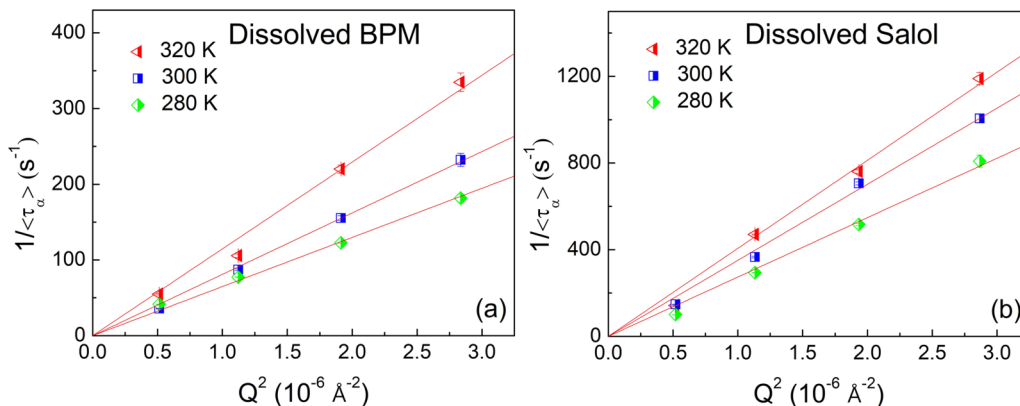 Dissolved BPM
320 K
300 K
280 K
400
300
200
100
0
1/<τα> (s⁻¹)
0.0 0.5 1.0 1.5 2.0 2.5 3.0
Q² (10⁻⁶ Å⁻²)
(a)
Dissolved Salol
320 K
300 K
280 K
1200
800
400
0
1/<τα> (s⁻¹)
0.0 0.5 1.0 1.5 2.0 2.5 3.0
Q² (10⁻⁶ Å⁻²)
(b)